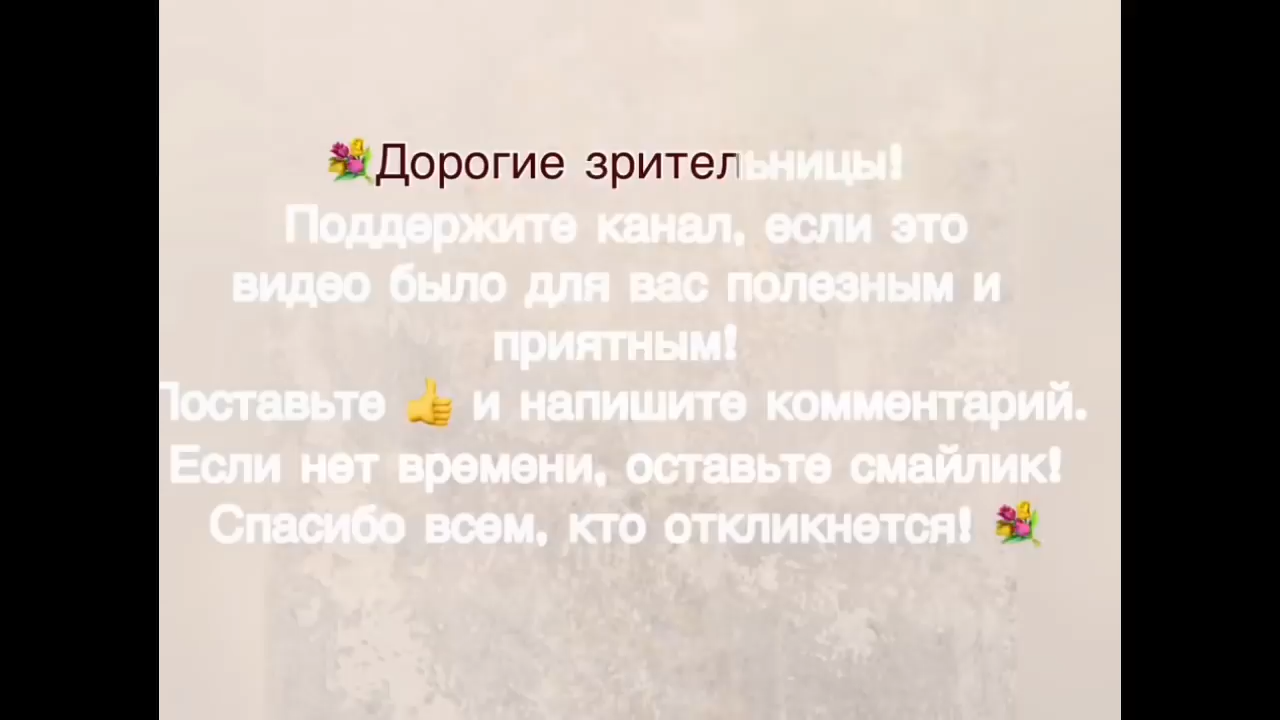 💐Дорогие зрительницы!
Поддержите канал, если это
видео было для вас полезным и
приятным!
Поставьте 👍 и напишите комментарий.
Если нет времени, оставьте смайлик!
Спасибо всем, кто откликнется! 💐